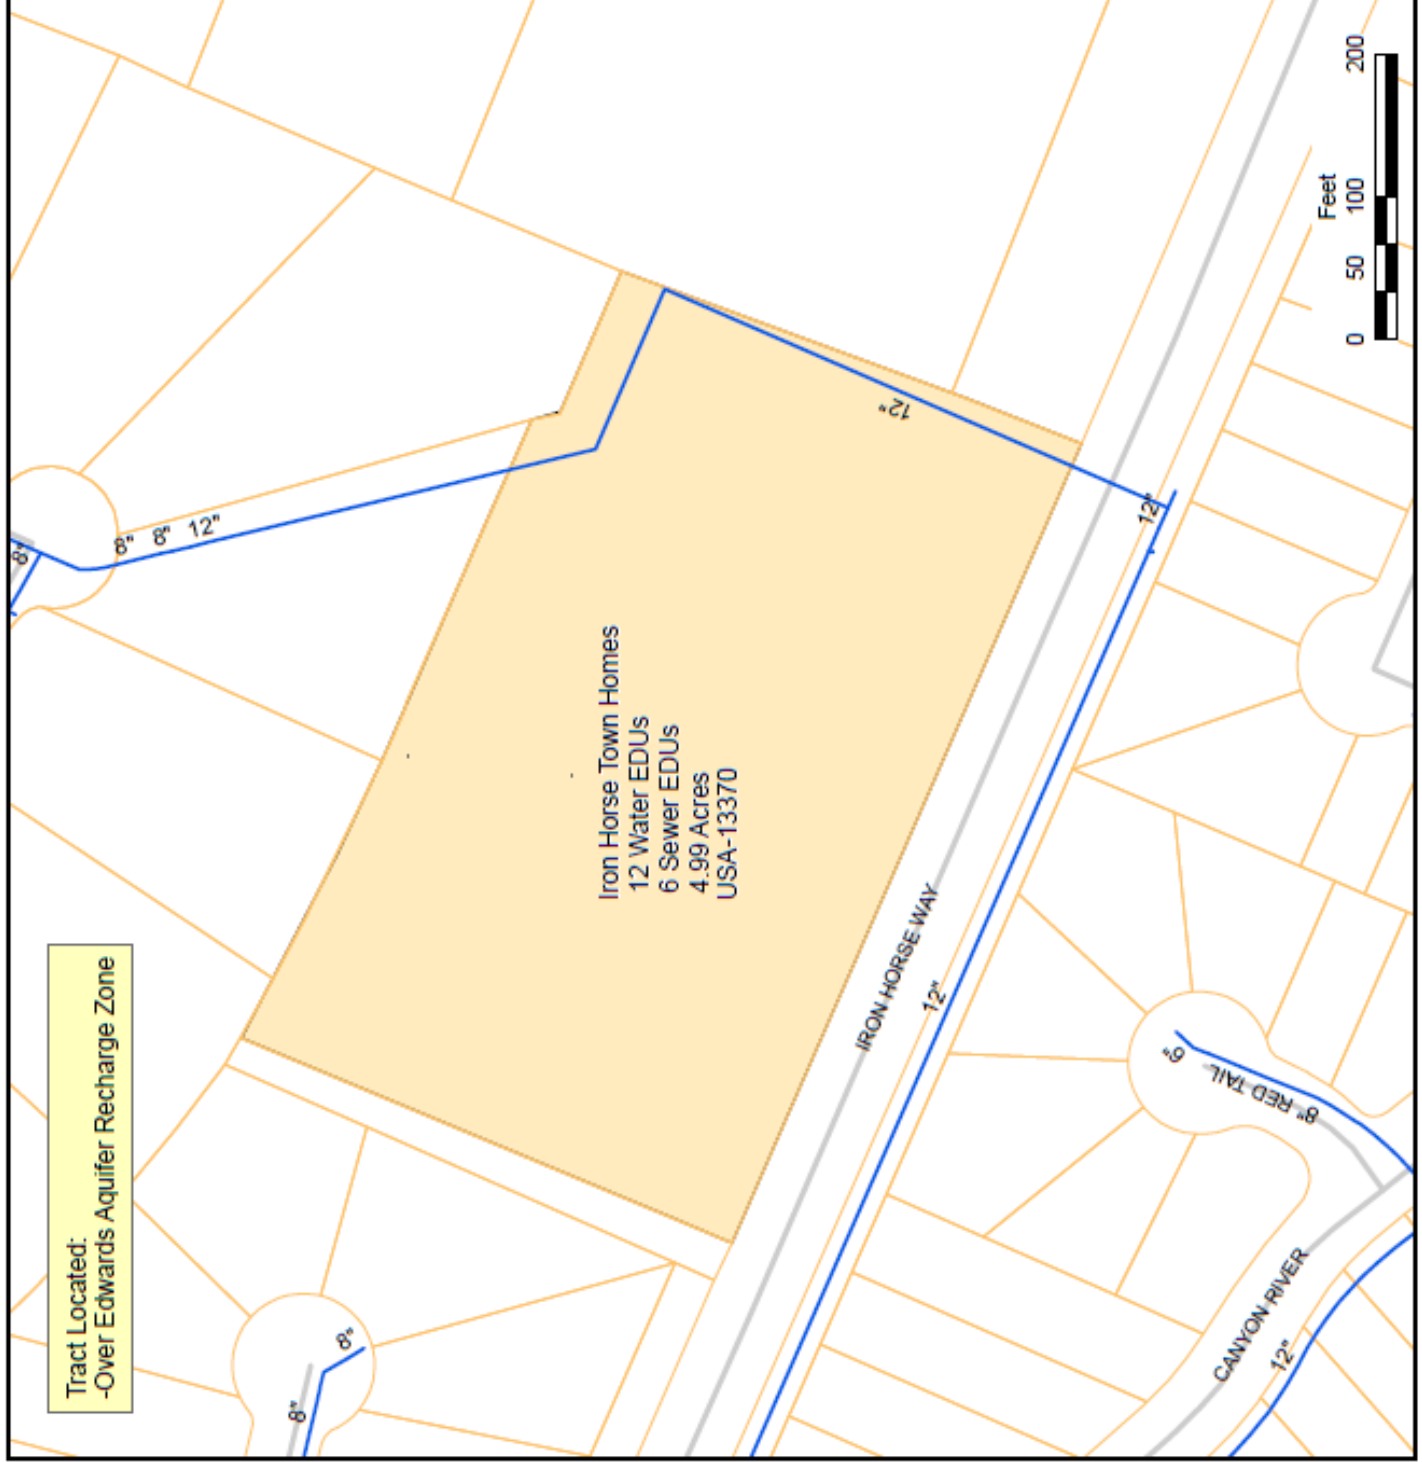 Tract Located:
-Over Edwards Aquifer Recharge Zone
8"
8"
8"
8"
8"
12"
Iron Horse Town Homes
12 Water EDUs
6 Sewer EDUs
4.99 Acres
USA-13370
12"
12"
IRON HORSE WAY
12"
6"
RED TAIL
8"
CANYON RIVER
12"
Feet
0 50 100 200